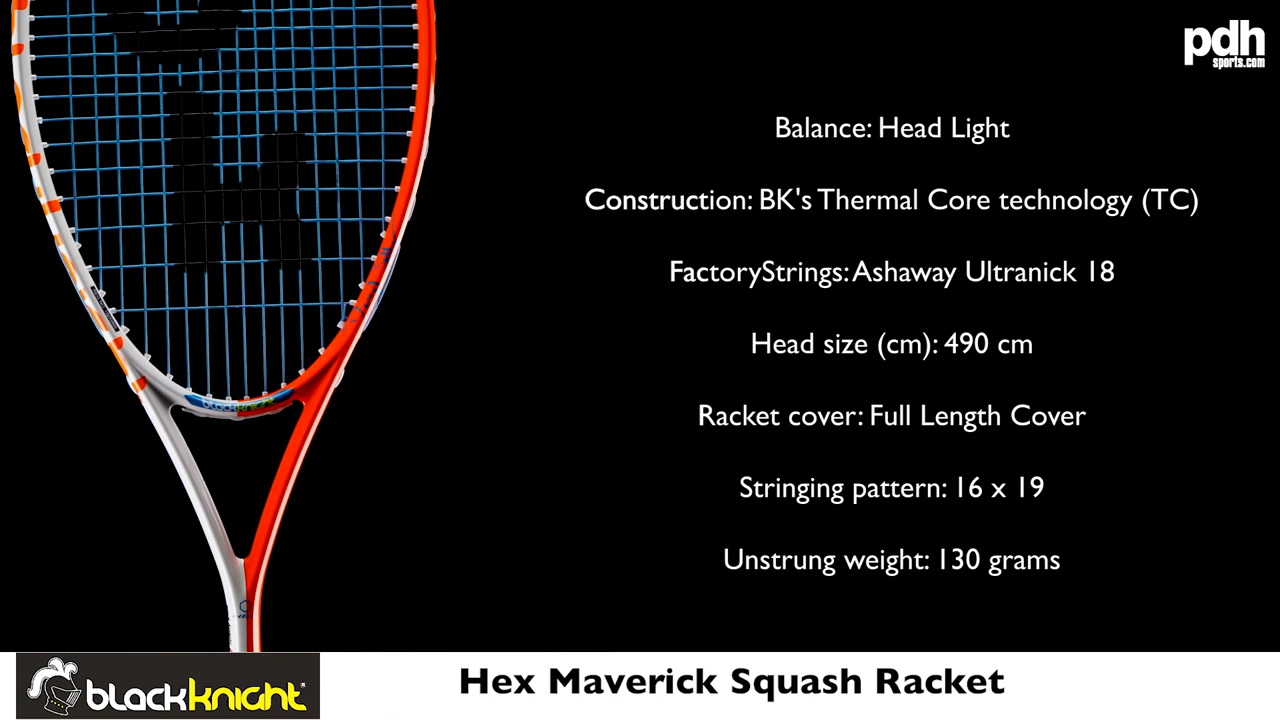 pdh
sports.com
Balance: Head Light
Construction: BK's Thermal Core technology (TC)
FactoryStrings: Ashaway Ultranick 18
Head size (cm): 490 cm
Racket cover: Full Length Cover
Stringing pattern: 16 x 19
Unstrung weight: 130 grams
blackknight
blackknight
Hex Maverick Squash Racket